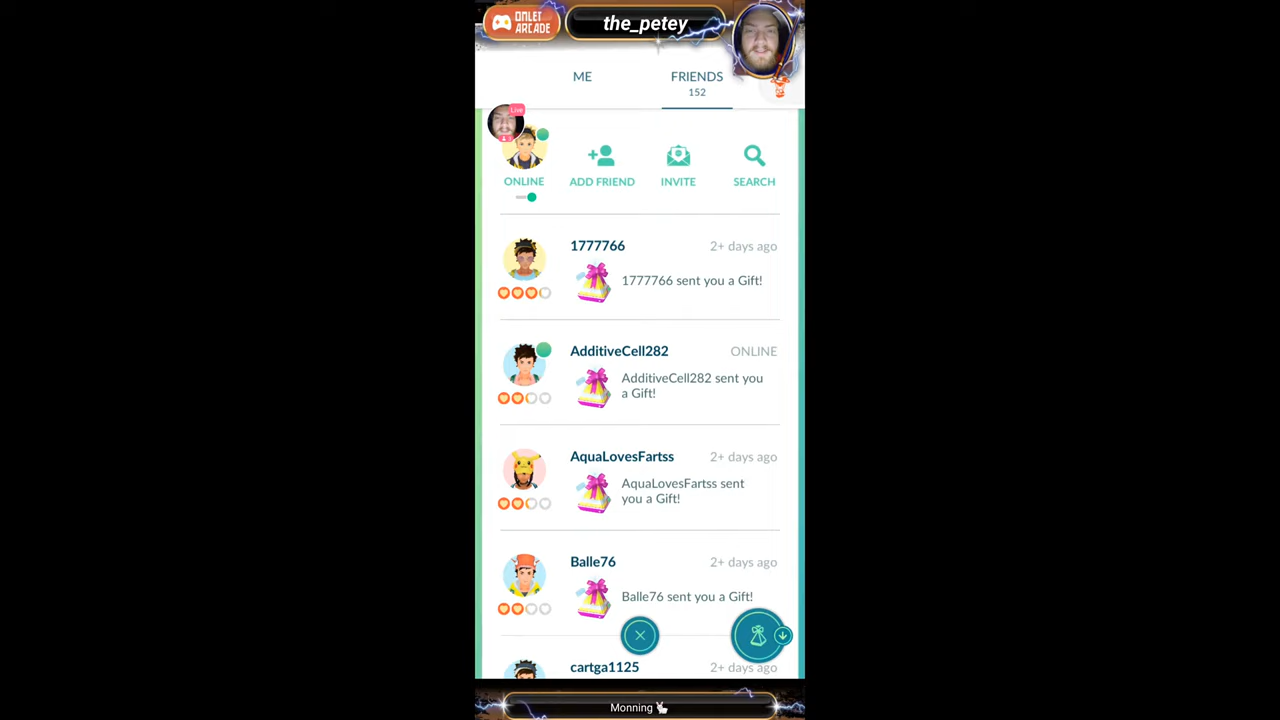 OMLET
ARCADE
the_petey
ME
FRIENDS
152
Live
ONLINE
ADD FRIEND
INVITE
SEARCH
1777766
2+ days ago
1777766 sent you a Gift!
AdditiveCell282
ONLINE
AdditiveCell282 sent you
a Gift!
AquaLovesFartss
2+ days ago
AquaLovesFartss sent
you a Gift!
Balle76
2+ days ago
Balle76 sent you a Gift!
cartga1125
2+ days ago
Monning